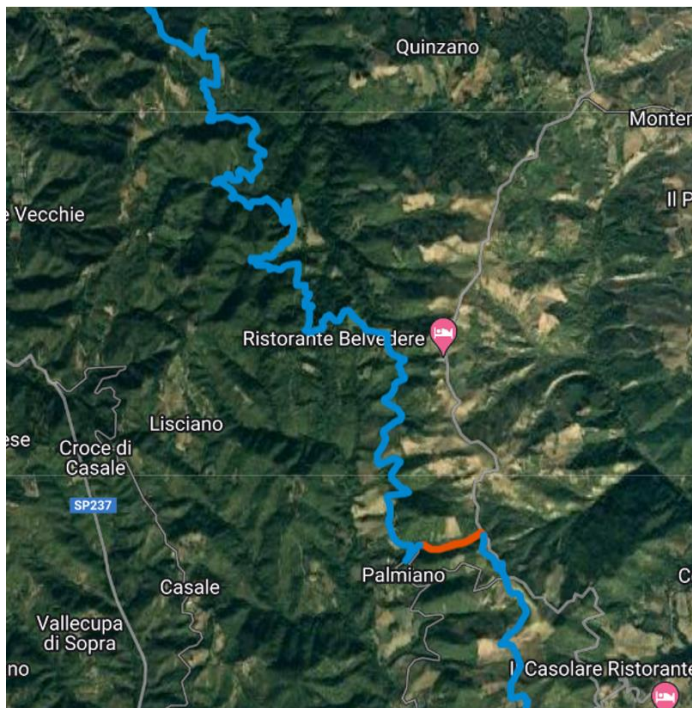 Quinzano
Monter
Il P
e Vecchie
Ristorante Belvedere
Lisciano
ese
Croce di
Casale
SP237
Palmiano
C
Casale
Vallecupa
di Sopra
no
Il Casolare Ristorante